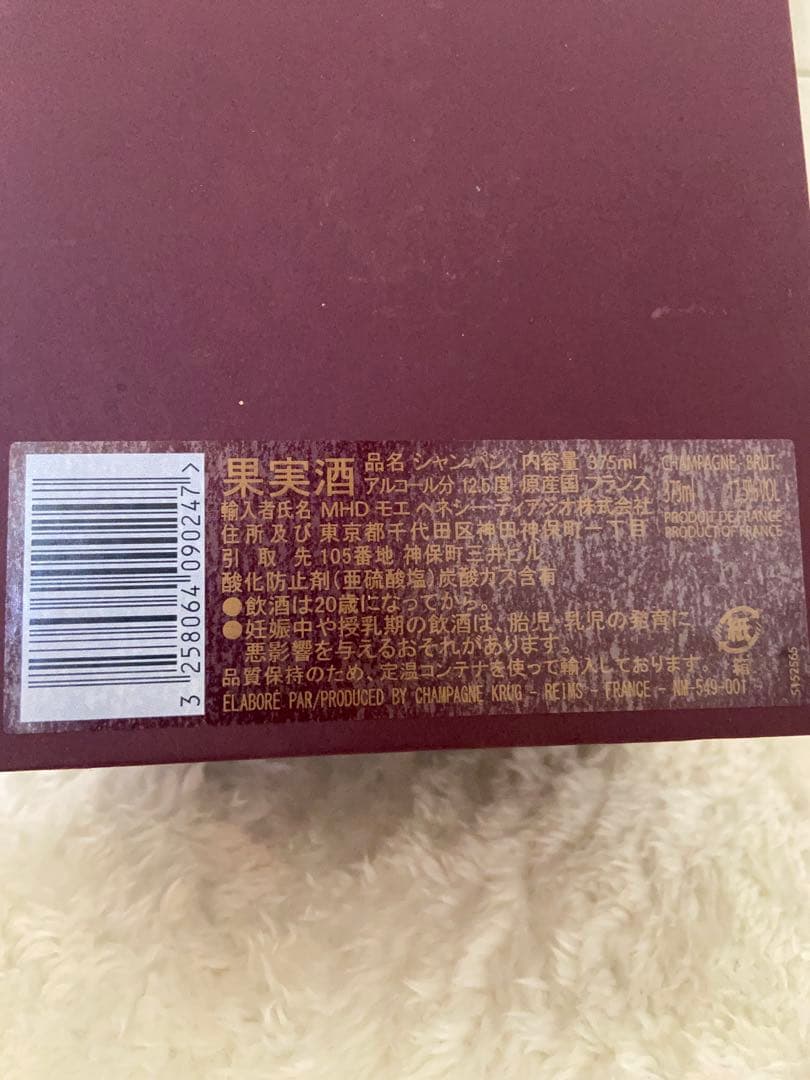 果実酒 品名 シャンパン 内容量 375ml
アルコール分 12.5度 原産国 フランス
輸入者氏名 MHD モエ ヘネシー ディアジオ株式会社
住所及び 東京都千代田区神田神保町一丁目
引取先 105番地 神保町三井ビル
酸化防止剤(亜硫酸塩)炭酸ガス含有
●飲酒は20歳になってから。
●妊娠中や授乳期の飲酒は、胎児・乳児の発育に
悪影響を与えるおそれがあります。
品質保持のため、定温コンテナを使って輸入しております。
ÉLABORÉ PAR/PRODUCED BY CHAMPAGNE KRUG - REIMS - FRANCE - NM-549-001
CHAMPAGNE - BRUT
375ml 12.5% VOL
PRODUIT DE FRANCE
PRODUCT OF FRANCE
紙
箱
5152565
3 258064 090247 >